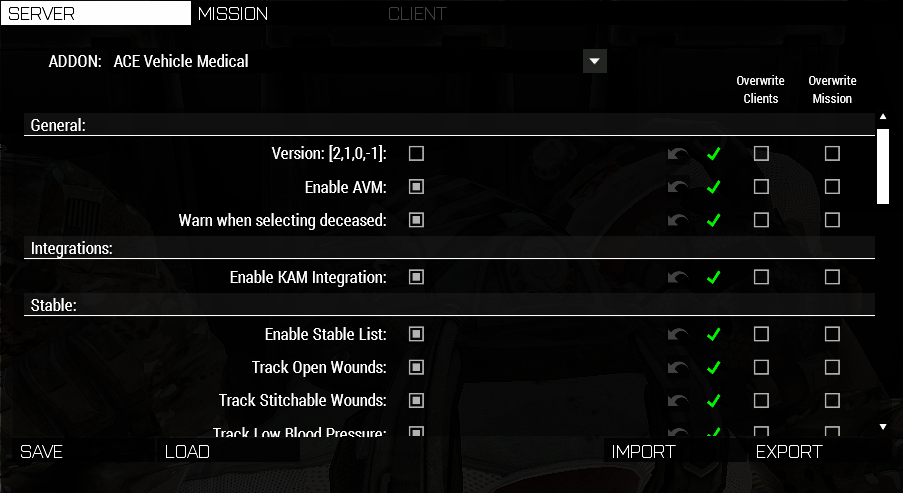 SERVER MISSION CLIENT
ADDON: ACE Vehicle Medical
Overwrite Clients Overwrite Mission
General:
Version: [2,1,0,-1]:
Enable AVM:
Warn when selecting deceased:
Integrations:
Enable KAM Integration:
Stable:
Enable Stable List:
Track Open Wounds:
Track Stitchable Wounds:
Track Low Blood Pressure:
SAVE LOAD IMPORT EXPORT